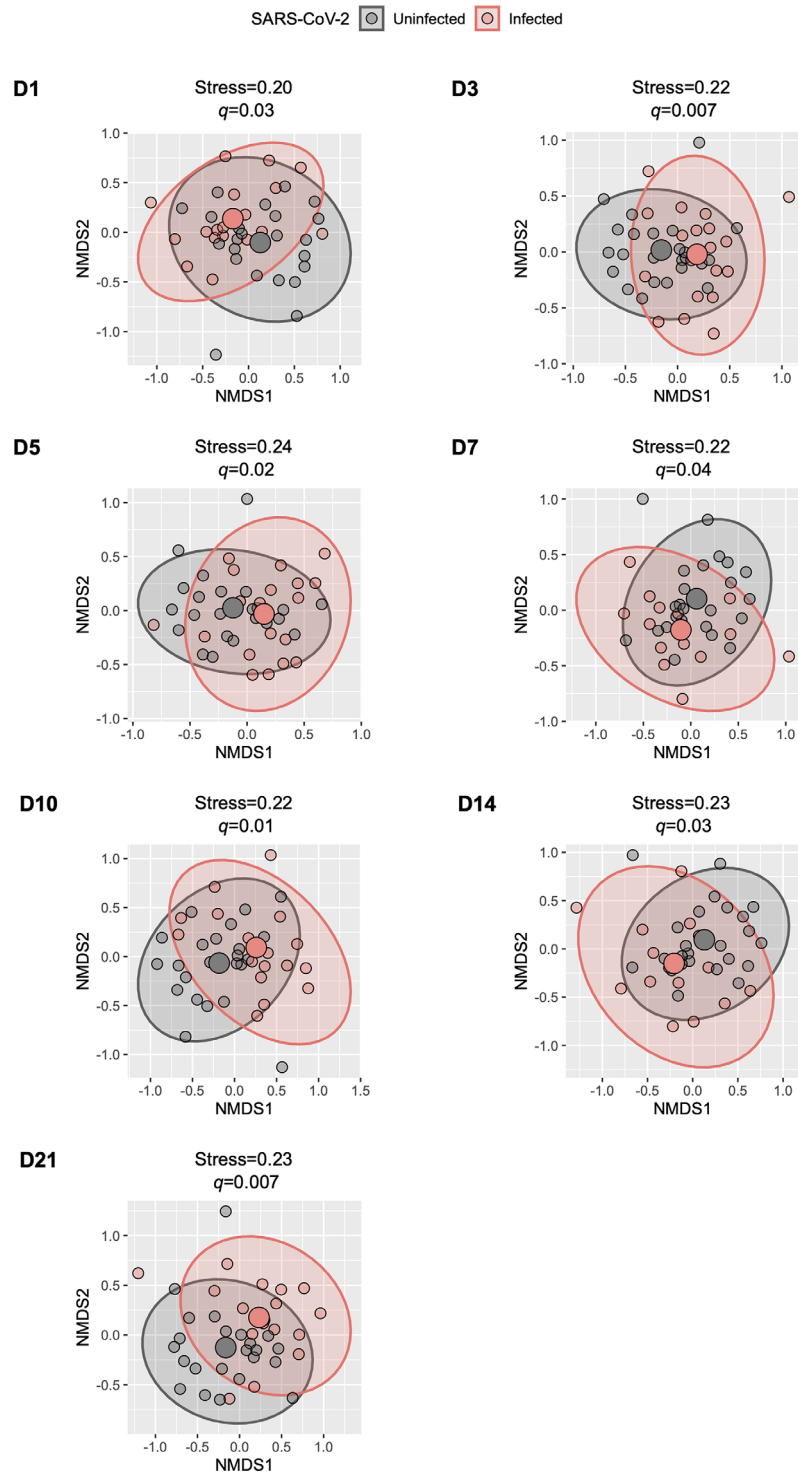 SARS-CoV-2 Uninfected Infected
D1
Stress=0.20
q=0.03
1.0
0.5
0.0
-0.5
-1.0
NMDS2
-1.0 -0.5 0.0 0.5 1.0
NMDS1
D3
Stress=0.22
q=0.007
1.0
0.5
0.0
-0.5
-1.0
NMDS2
-1.0 -0.5 0.0 0.5 1.0
NMDS1
D5
Stress=0.24
q=0.02
1.0
0.5
0.0
-0.5
-1.0
NMDS2
-1.0 -0.5 0.0 0.5 1.0
NMDS1
D7
Stress=0.22
q=0.04
1.0
0.5
0.0
-0.5
-1.0
NMDS2
-1.0 -0.5 0.0 0.5 1.0
NMDS1
D10
Stress=0.22
q=0.01
1.0
0.5
0.0
-0.5
-1.0
NMDS2
-1.0 -0.5 0.0 0.5 1.0 1.5
NMDS1
D14
Stress=0.23
q=0.03
1.0
0.5
0.0
-0.5
-1.0
NMDS2
-1.0 -0.5 0.0 0.5 1.0
NMDS1
D21
Stress=0.23
q=0.007
1.0
0.5
0.0
-0.5
NMDS2
-1.0 -0.5 0.0 0.5 1.0
NMDS1